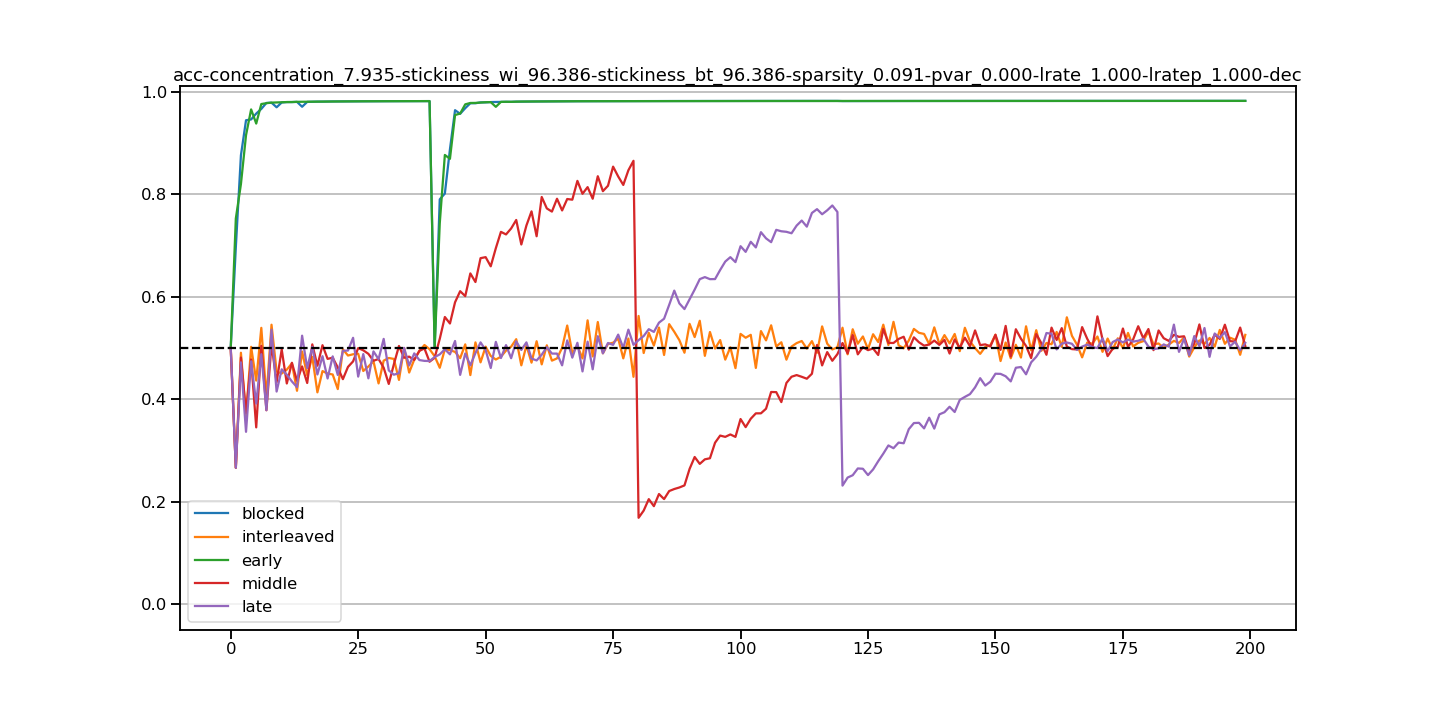 acc-concentration_7.935-stickiness_wi_96.386-stickiness_bt_96.386-sparsity_0.091-pvar_0.000-lrate_1.000-lratep_1.000-dec
1.0
0.8
0.6
0.4
0.2
0.0
blocked
interleaved
early
middle
late
0 25 50 75 100 125 150 175 200